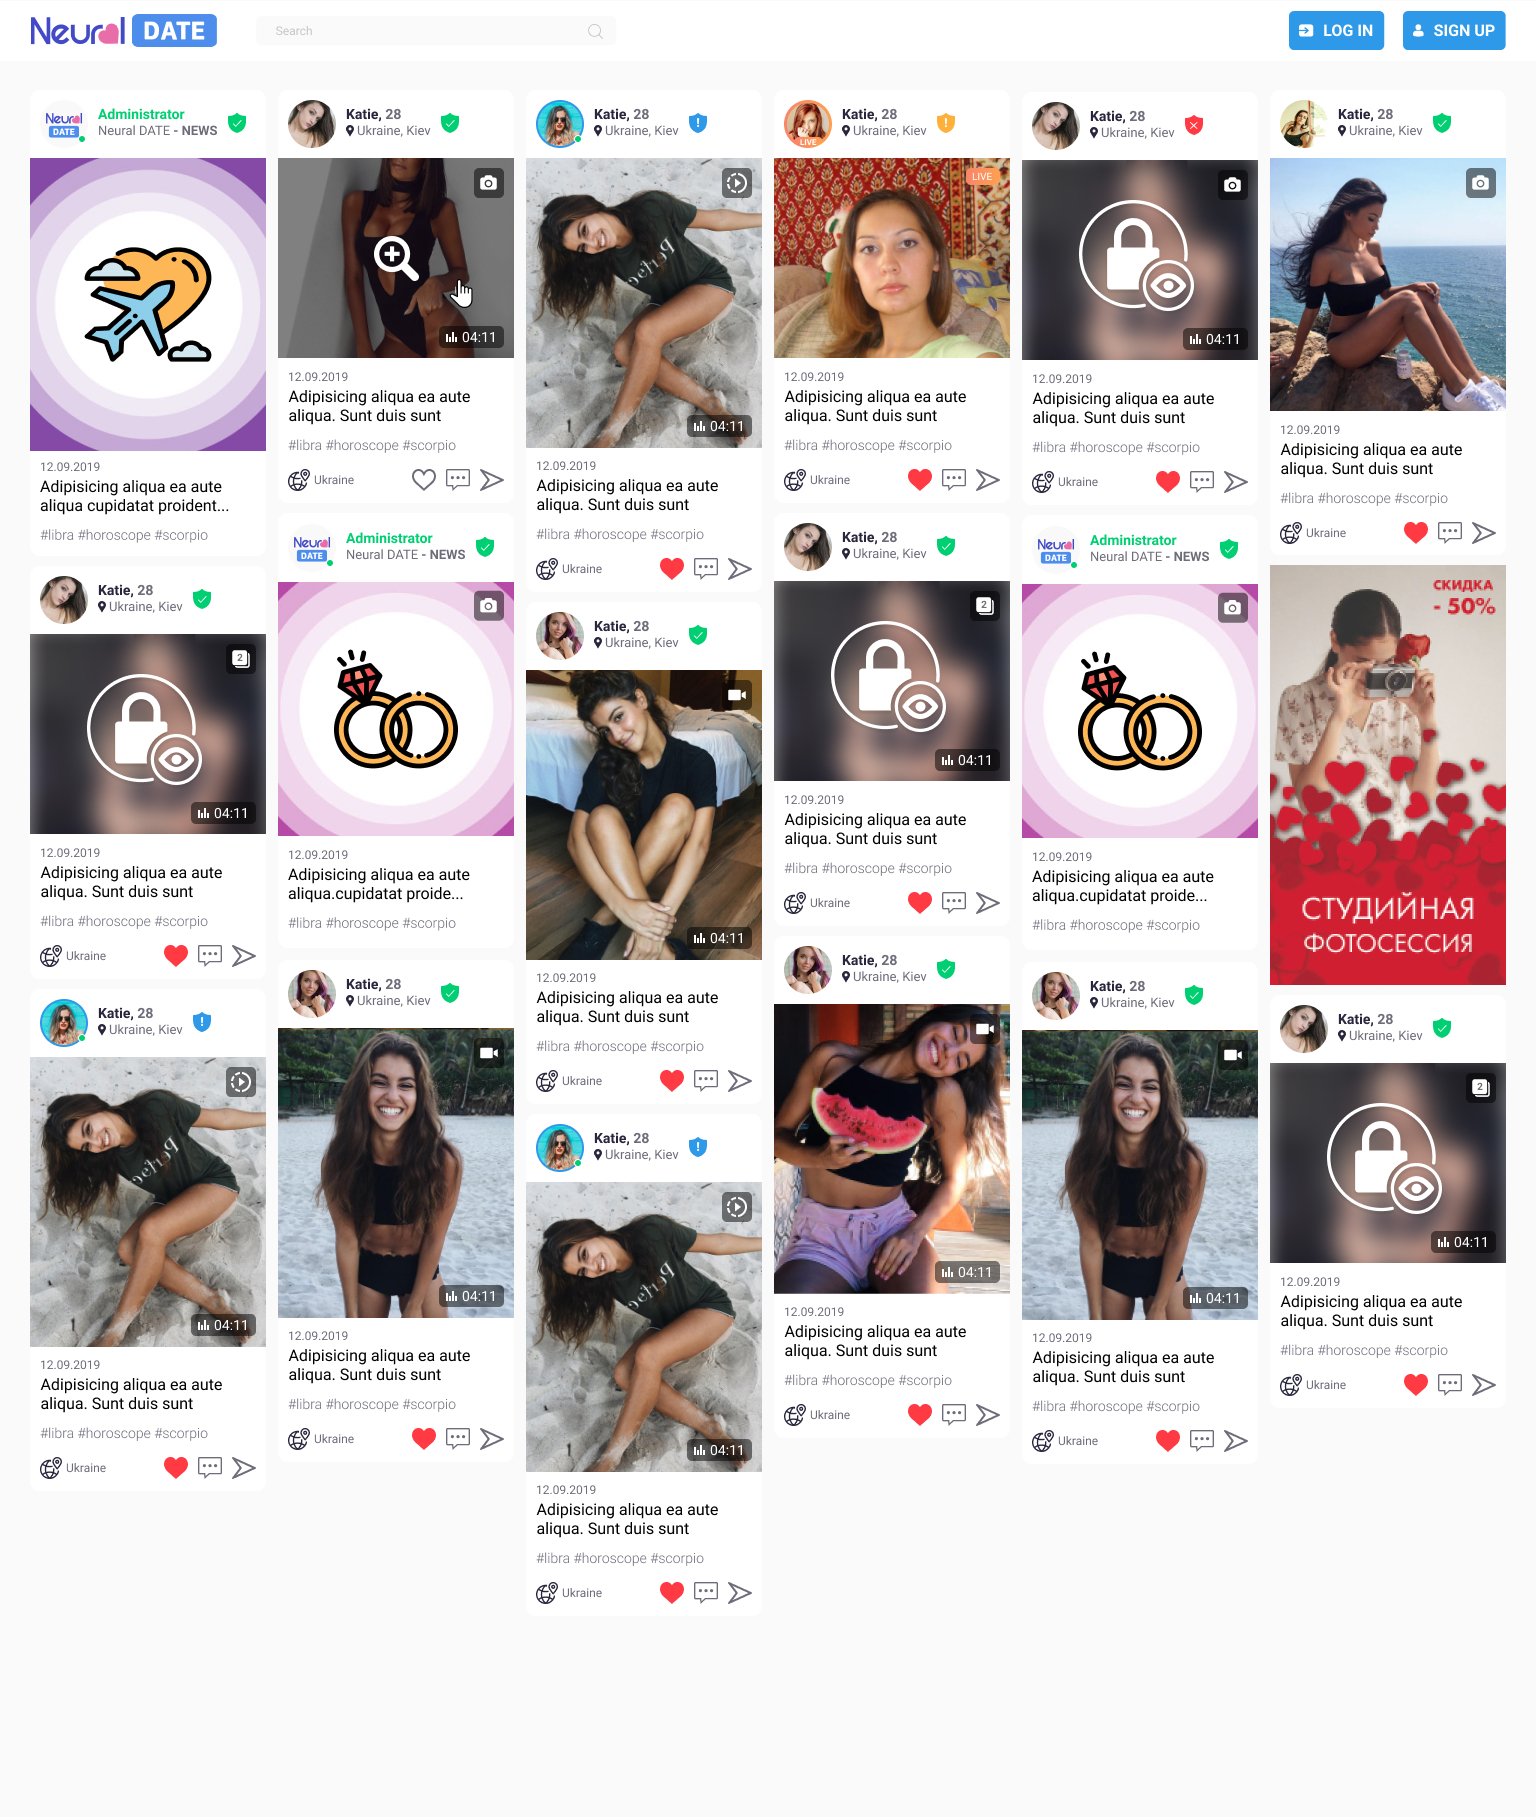 Neural DATE
Search
LOG IN
SIGN UP
Neural
DATE
Administrator
Neural DATE - NEWS
12.09.2019
Adipisicing aliqua ea aute
aliqua cupidatat proident...
#libra #horoscope #scorpio
Katie, 28
Ukraine, Kiev
2
04:11
12.09.2019
Adipisicing aliqua ea aute
aliqua. Sunt duis sunt
#libra #horoscope #scorpio
Ukraine
Katie, 28
Ukraine, Kiev
perfec
04:11
12.09.2019
Adipisicing aliqua ea aute
aliqua. Sunt duis sunt
#libra #horoscope #scorpio
Ukraine
Katie, 28
Ukraine, Kiev
04:11
12.09.2019
Adipisicing aliqua ea aute
aliqua. Sunt duis sunt
#libra #horoscope #scorpio
Ukraine
Neural
DATE
Administrator
Neural DATE - NEWS
12.09.2019
Adipisicing aliqua ea aute
aliqua.cupidatat proide...
#libra #horoscope #scorpio
Katie, 28
Ukraine, Kiev
04:11
12.09.2019
Adipisicing aliqua ea aute
aliqua. Sunt duis sunt
#libra #horoscope #scorpio
Ukraine
Katie, 28
Ukraine, Kiev
perfec
04:11
12.09.2019
Adipisicing aliqua ea aute
aliqua. Sunt duis sunt
#libra #horoscope #scorpio
Ukraine
Katie, 28
Ukraine, Kiev
04:11
12.09.2019
Adipisicing aliqua ea aute
aliqua. Sunt duis sunt
#libra #horoscope #scorpio
Ukraine
Katie, 28
Ukraine, Kiev
perfec
04:11
12.09.2019
Adipisicing aliqua ea aute
aliqua. Sunt duis sunt
#libra #horoscope #scorpio
Ukraine
Katie, 28
Ukraine, Kiev
LIVE
LIVE
12.09.2019
Adipisicing aliqua ea aute
aliqua. Sunt duis sunt
#libra #horoscope #scorpio
Ukraine
Katie, 28
Ukraine, Kiev
2
04:11
12.09.2019
Adipisicing aliqua ea aute
aliqua. Sunt duis sunt
#libra #horoscope #scorpio
Ukraine
Katie, 28
Ukraine, Kiev
04:11
12.09.2019
Adipisicing aliqua ea aute
aliqua. Sunt duis sunt
#libra #horoscope #scorpio
Ukraine
Katie, 28
Ukraine, Kiev
04:11
12.09.2019
Adipisicing aliqua ea aute
aliqua. Sunt duis sunt
#libra #horoscope #scorpio
Ukraine
Neural
DATE
Administrator
Neural DATE - NEWS
12.09.2019
Adipisicing aliqua ea aute
aliqua.cupidatat proide...
#libra #horoscope #scorpio
Katie, 28
Ukraine, Kiev
04:11
12.09.2019
Adipisicing aliqua ea aute
aliqua. Sunt duis sunt
#libra #horoscope #scorpio
Ukraine
Katie, 28
Ukraine, Kiev
12.09.2019
Adipisicing aliqua ea aute
aliqua. Sunt duis sunt
#libra #horoscope #scorpio
Ukraine
СКИДКА
- 50%
СТУДИЙНАЯ
ФОТОСЕССИЯ
Katie, 28
Ukraine, Kiev
2
04:11
12.09.2019
Adipisicing aliqua ea aute
aliqua. Sunt duis sunt
#libra #horoscope #scorpio
Ukraine